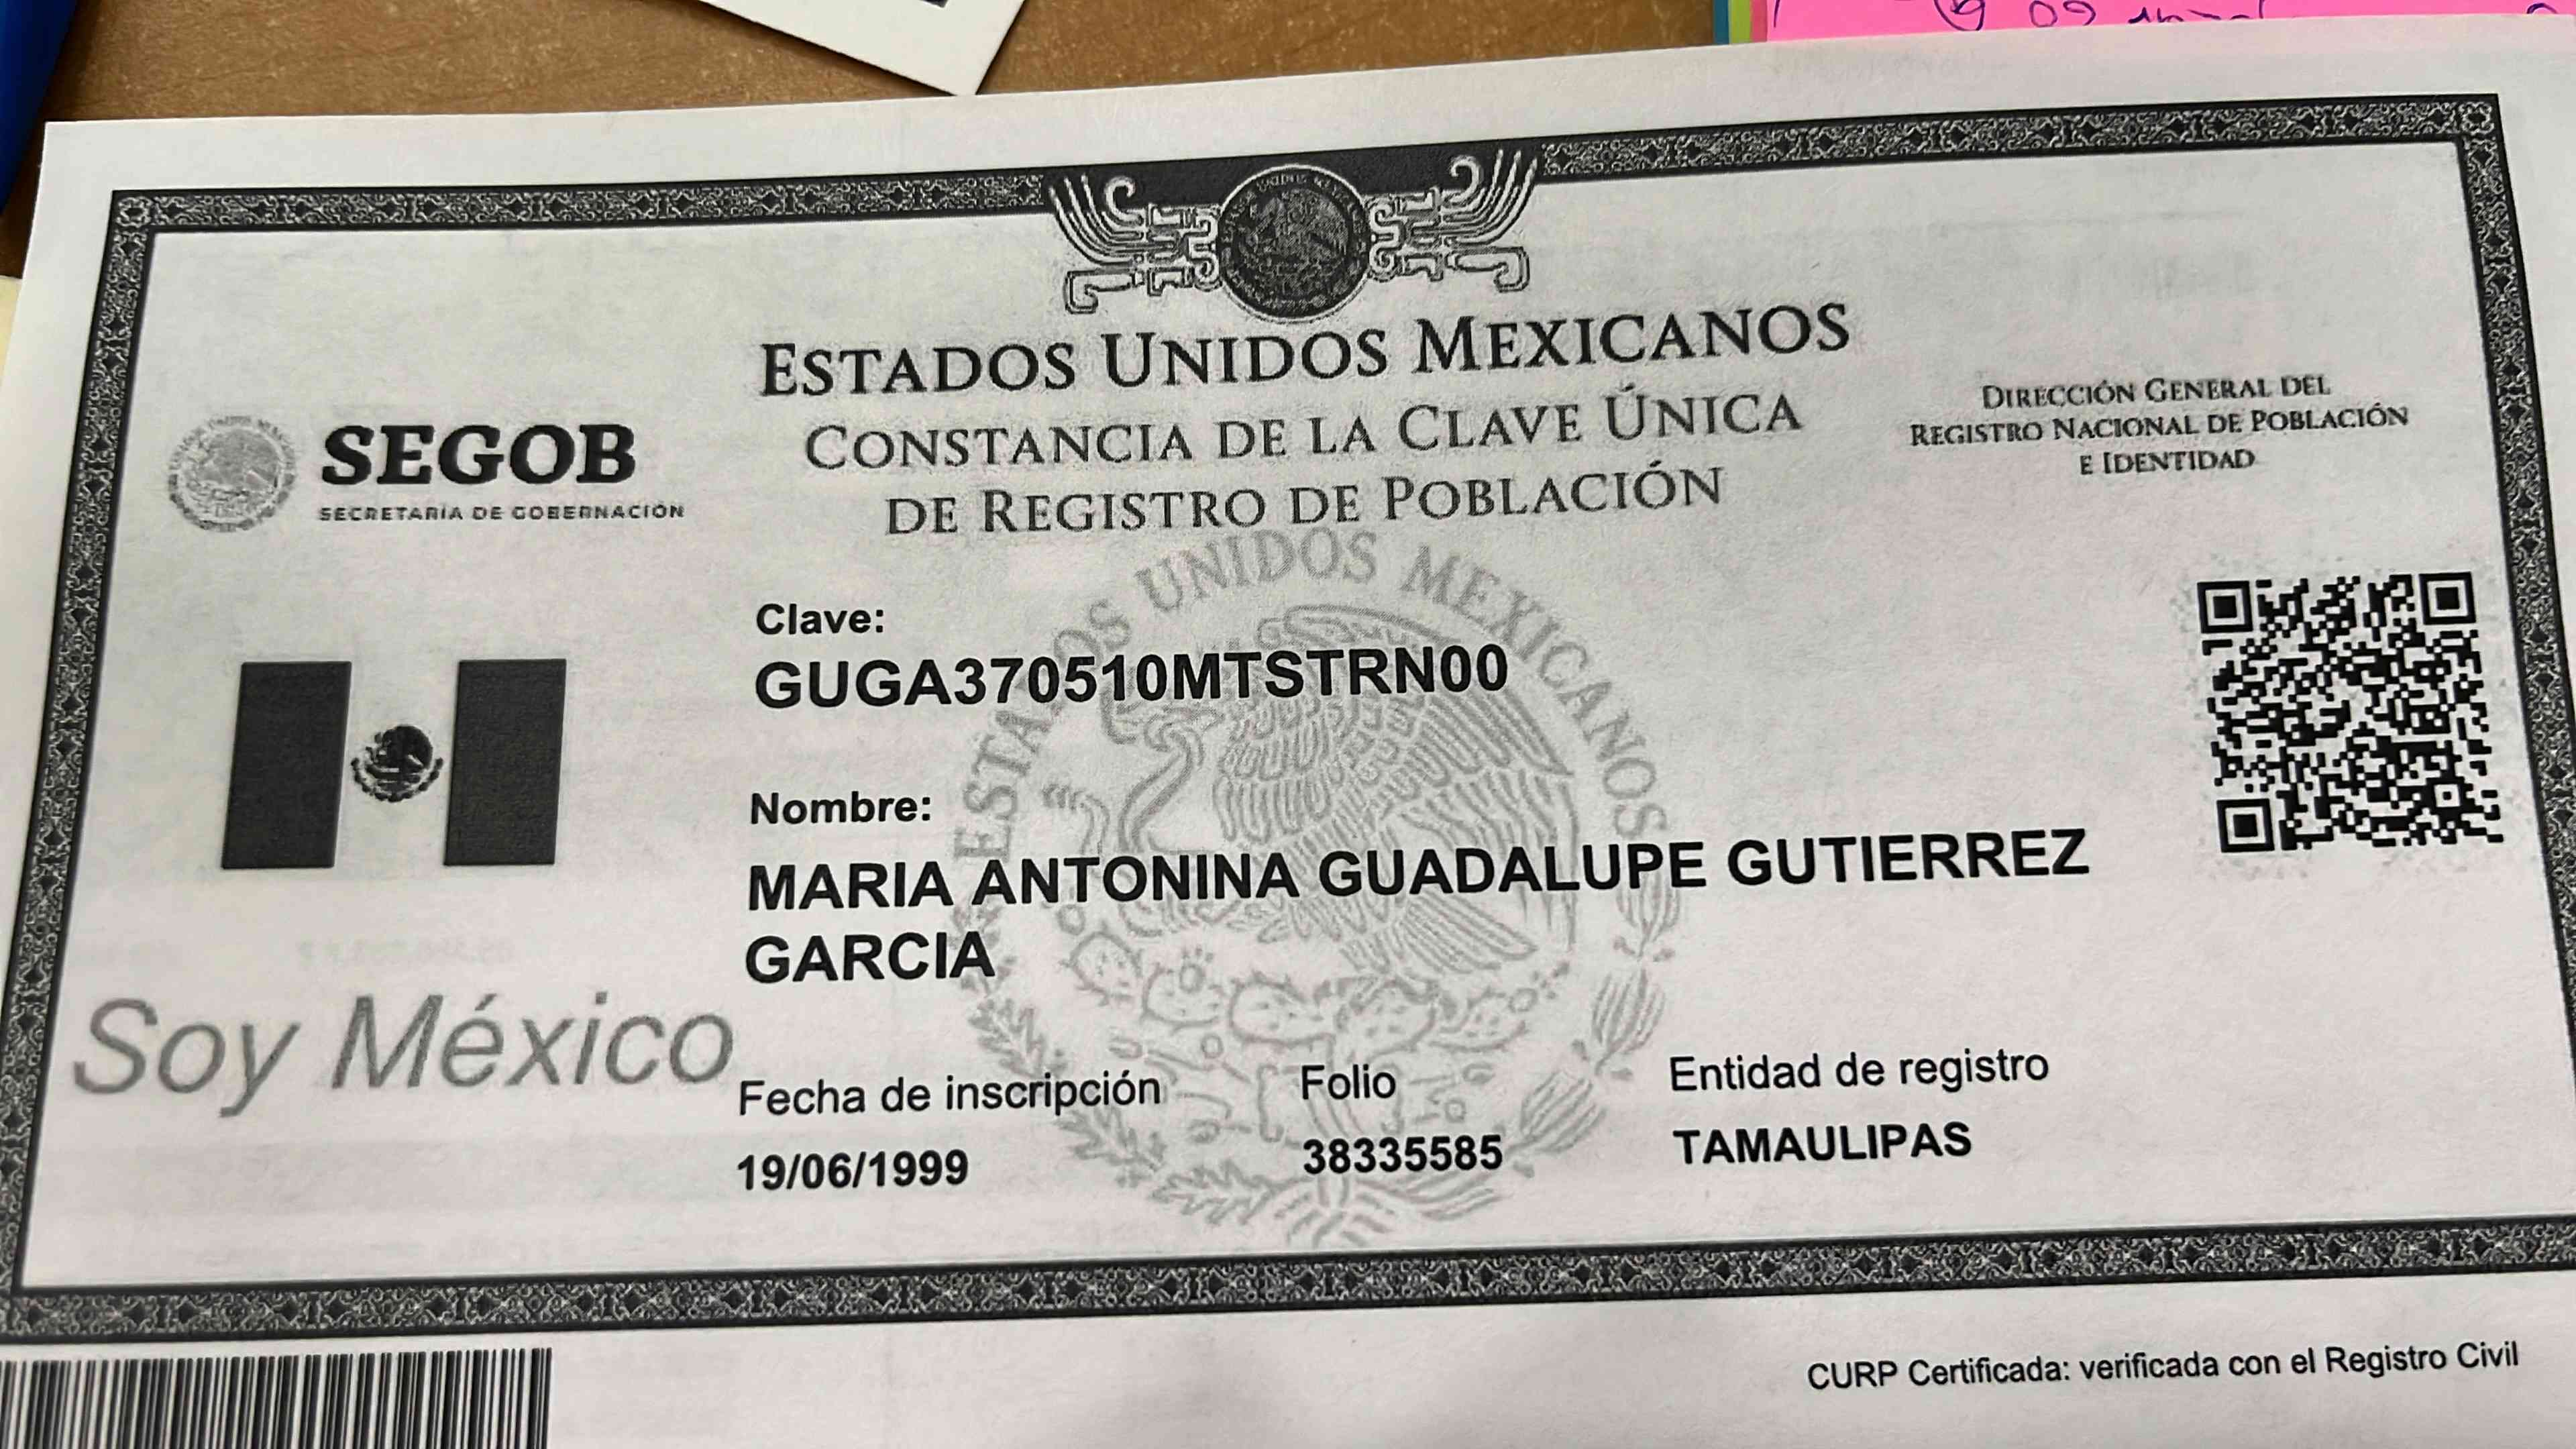 ESTADOS UNIDOS MEXICANOS
CONSTANCIA DE LA CLAVE ÚNICA
DE REGISTRO DE POBLACIÓN
SEGOB
SECRETARÍA DE GOBERNACIÓN
DIRECCIÓN GENERAL DEL
REGISTRO NACIONAL DE POBLACIÓN
E IDENTIDAD
ESTADOS UNIDOS MEXICANOS
Clave:
GUGA370510MTSTRN00
Nombre:
MARIA ANTONINA GUADALUPE GUTIERREZ
GARCIA
Soy México
Fecha de inscripción
19/06/1999
Folio
38335585
Entidad de registro
TAMAULIPAS
CURP Certificada: verificada con el Registro Civil